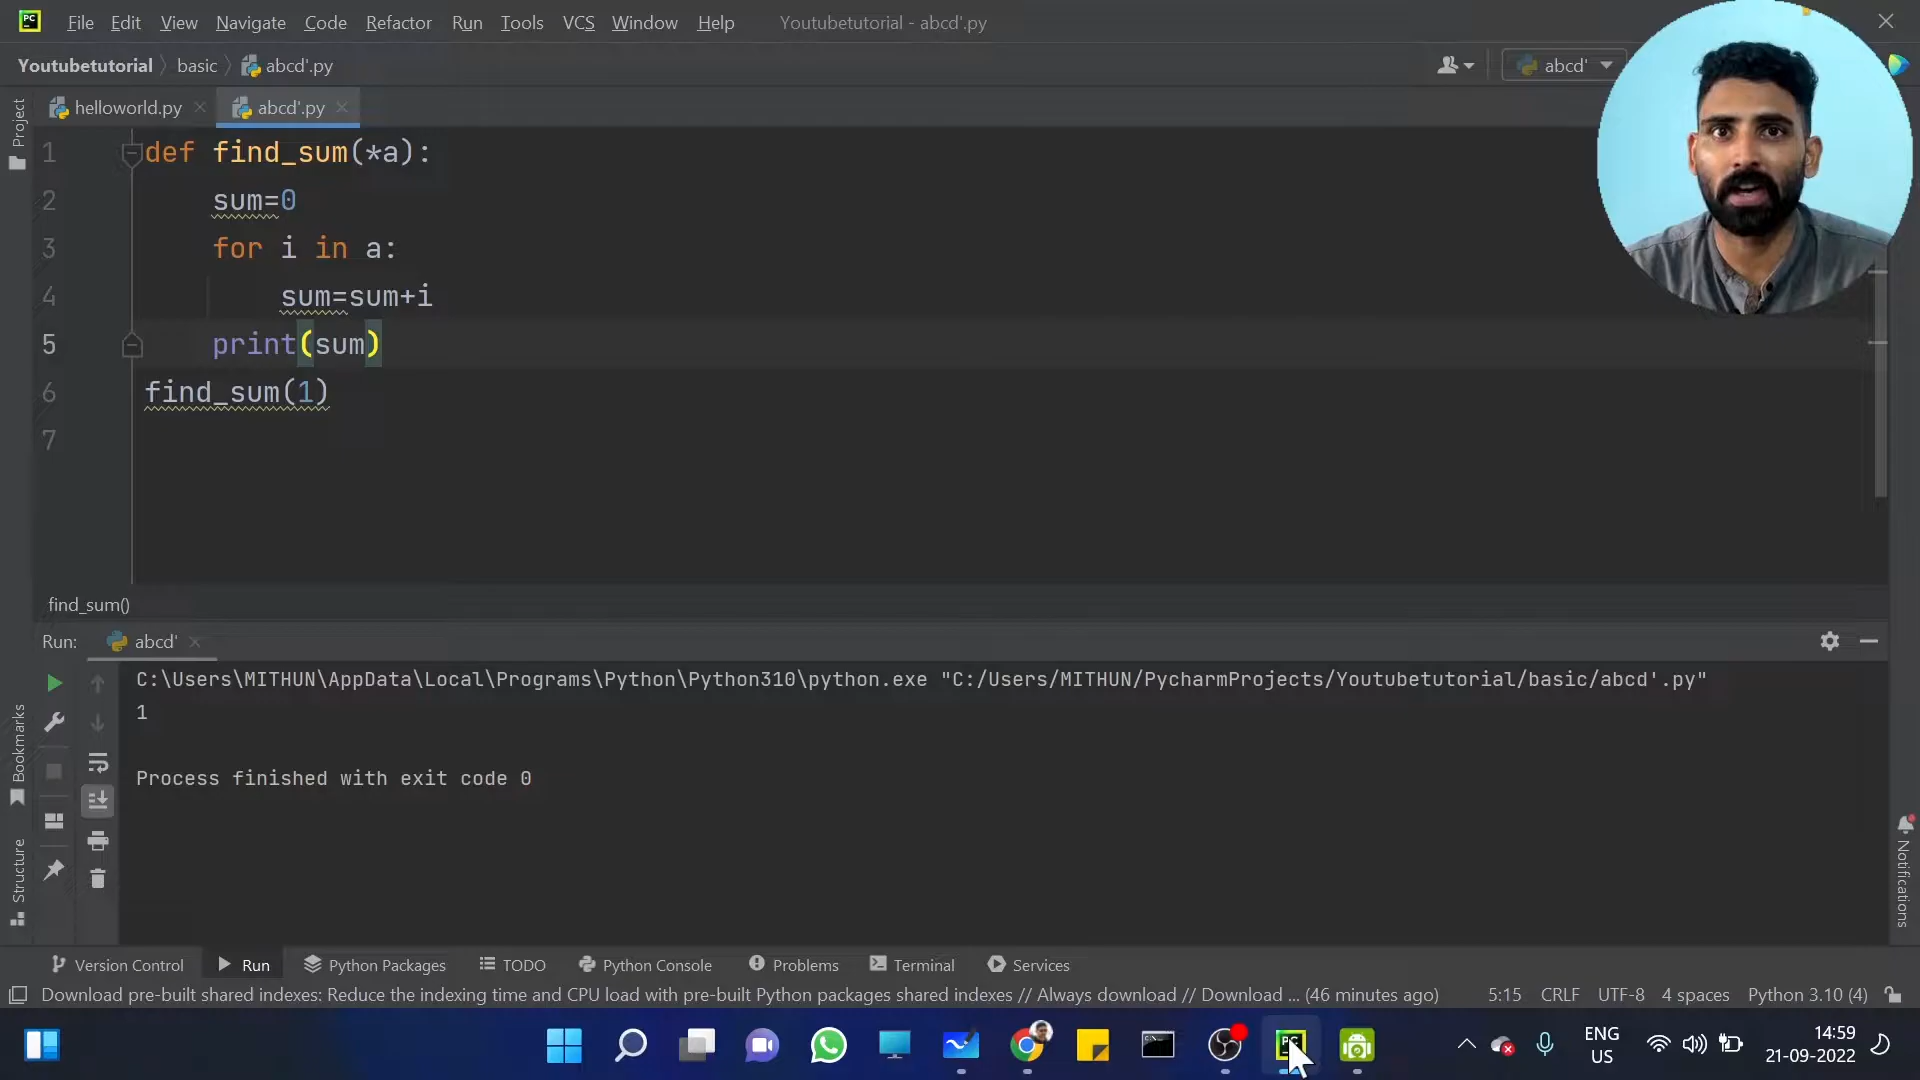 File Edit View Navigate Code Refactor Run Tools VCS Window Help Youtubetutorial - abcd'.py
Youtubetutorial basic abcd'.py abcd'
helloworld.py abcd'.py
Project
1 def find_sum(*a):
2 sum=0
3 for i in a:
4 sum=sum+i
5 print(sum)
6 find_sum(1)
7
find_sum()
Run: abcd'
C:\Users\MITHUN\AppData\Local\Programs\Python\Python310\python.exe "C:/Users/MITHUN/PycharmProjects/Youtubetutorial/basic/abcd'.py"
1
Process finished with exit code 0
Bookmarks
Structure
Notifications
Version Control Run Python Packages TODO Python Console Problems Terminal Services
Download pre-built shared indexes: Reduce the indexing time and CPU load with pre-built Python packages shared indexes // Always download // Download ... (46 minutes ago) 5:15 CRLF UTF-8 4 spaces Python 3.10 (4)
ENG 14:59
US 21-09-2022